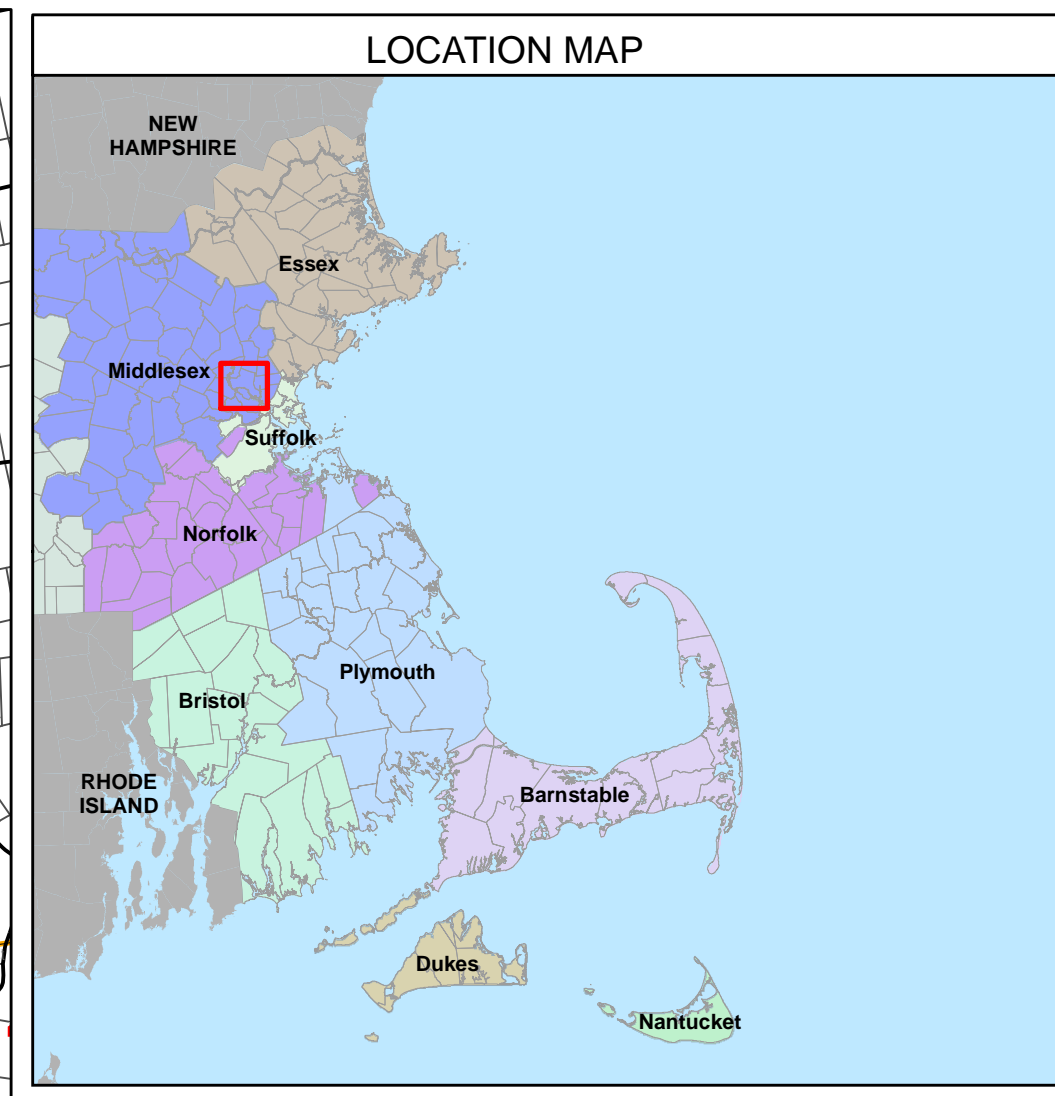 LOCATION MAP
NEW
HAMPSHIRE
Essex
Middlesex
Suffolk
Norfolk
Plymouth
Bristol
RHODE
ISLAND
Barnstable
Dukes
Nantucket